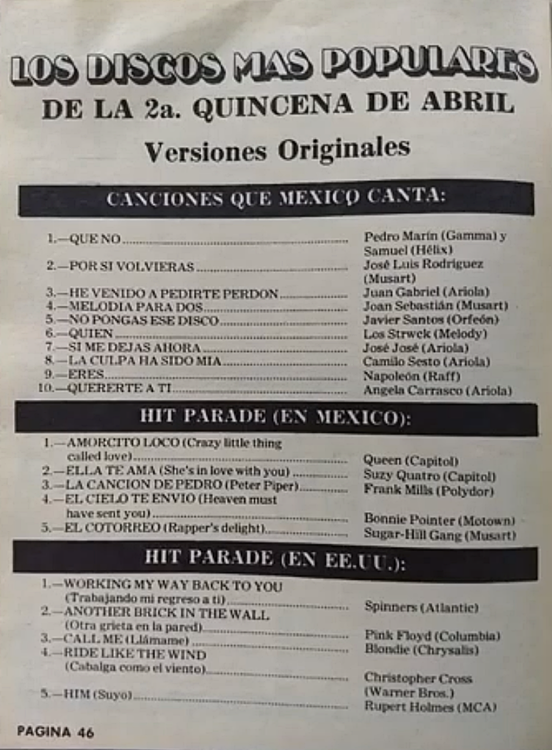 LOS DISCOS MAS POPULARES
DE LA 2a. QUINCENA DE ABRIL
Versiones Originales
CANCIONES QUE MEXICO CANTA:
1.—QUE NO........ Pedro Marín (Gamma) y
Samuel (Hélix)
2.—POR SI VOLVIERAS........ José Luis Rodríguez
(Musart)
3.—HE VENIDO A PEDIRTE PERDON........ Juan Gabriel (Ariola)
4.—MELODIA PARA DOS........ Joan Sebastián (Musart)
5.—NO PONGAS ESE DISCO........ Javier Santos (Orfeón)
6.—QUIEN........ Los Strwck (Melody)
7.—SI ME DEJAS AHORA........ José José (Ariola)
8.—LA CULPA HA SIDO MIA........ Camilo Sesto (Ariola)
9.—ERES........ Napoleón (Raff)
10.—QUERERTE A TI........ Angela Carrasco (Ariola)
HIT PARADE (EN MEXICO):
1.—AMORCITO LOCO (Crazy little thing
called love)........ Queen (Capitol)
2.—ELLA TE AMA (She's in love with you)........ Suzy Quatro (Capitol)
3.—LA CANCION DE PEDRO (Peter Piper)........ Frank Mills (Polydor)
4.—EL CIELO TE ENVIO (Heaven must
have sent you)........ Bonnie Pointer (Motown)
5.—EL COTORREO (Rapper's delight)........ Sugar-Hill Gang (Musart)
HIT PARADE (EN EE.UU.):
1.—WORKING MY WAY BACK TO YOU
(Trabajando mi regreso a ti)........ Spinners (Atlantic)
2.—ANOTHER BRICK IN THE WALL
(Otra grieta en la pared)........ Pink Floyd (Columbia)
3.—CALL ME (Llámame)........ Blondie (Chrysalis)
4.—RIDE LIKE THE WIND
(Cabalga como el viento)........ Christopher Cross
(Warner Bros.)
5.—HIM (Suyo)........ Rupert Holmes (MCA)
PAGINA 46